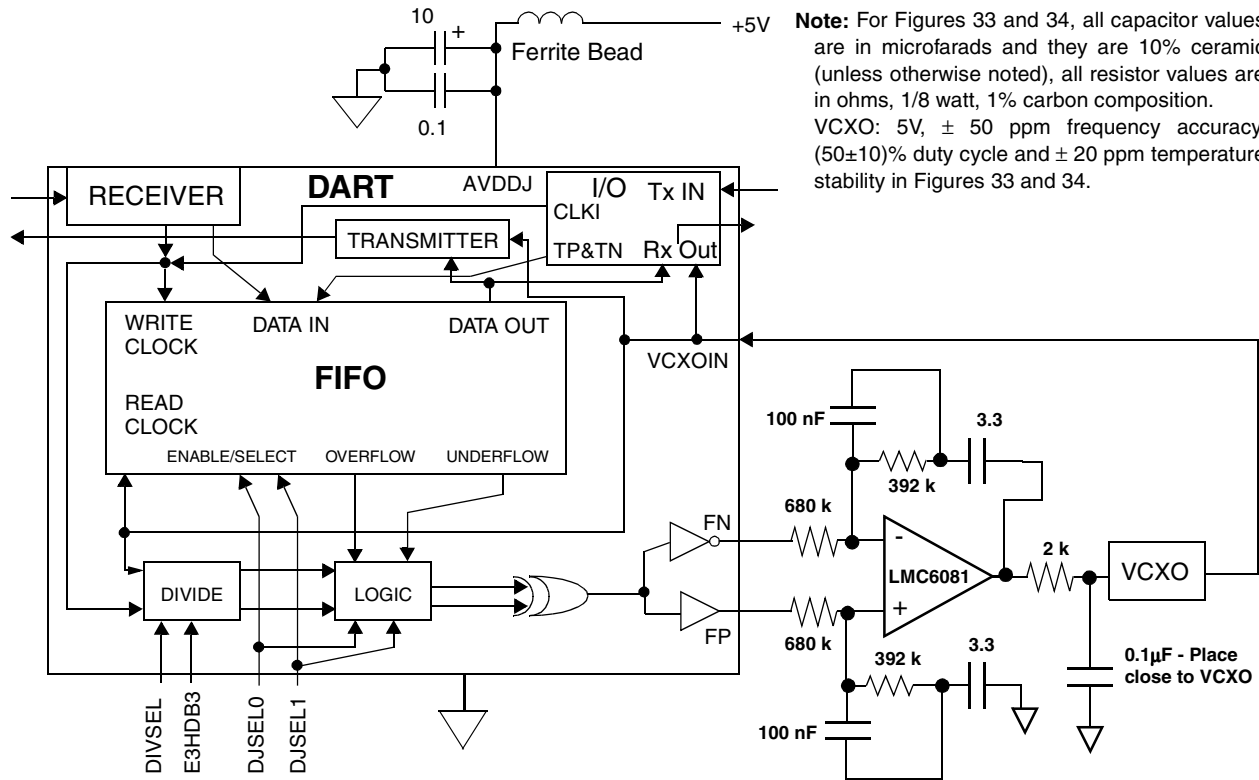 10
+
+5V
Ferrite Bead
0.1
Note: For Figures 33 and 34, all capacitor values
are in microfarads and they are 10% ceramic
(unless otherwise noted), all resistor values are
in ohms, 1/8 watt, 1% carbon composition.
VCXO: 5V, ± 50 ppm frequency accuracy
(50±10)% duty cycle and ± 20 ppm temperature
stability in Figures 33 and 34.
RECEIVER
DART
AVDDJ
I/O
Tx IN
CLKI
TRANSMITTER
TP&TN
Rx Out
WRITE
CLOCK
DATA IN
DATA OUT
VCXOIN
FIFO
READ
CLOCK
ENABLE/SELECT
OVERFLOW
UNDERFLOW
100 nF
3.3
392 k
680 k
FN
-
LMC6081
+
2 k
VCXO
DIVIDE
LOGIC
FP
680 k
392 k
3.3
100 nF
0.1µF - Place
close to VCXO
DIVSEL
E3HDB3
DJSEL0
DJSEL1